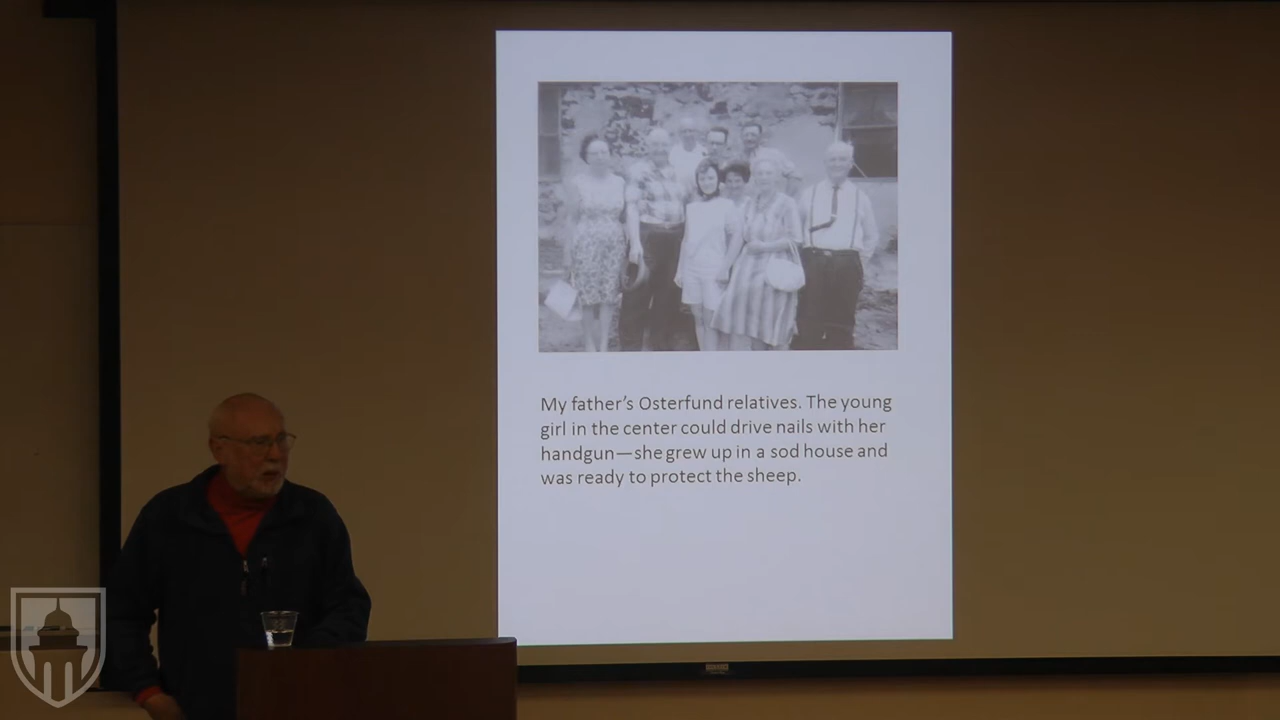 My father's Osterfund relatives. The young
girl in the center could drive nails with her
handgun—she grew up in a sod house and
was ready to protect the sheep.